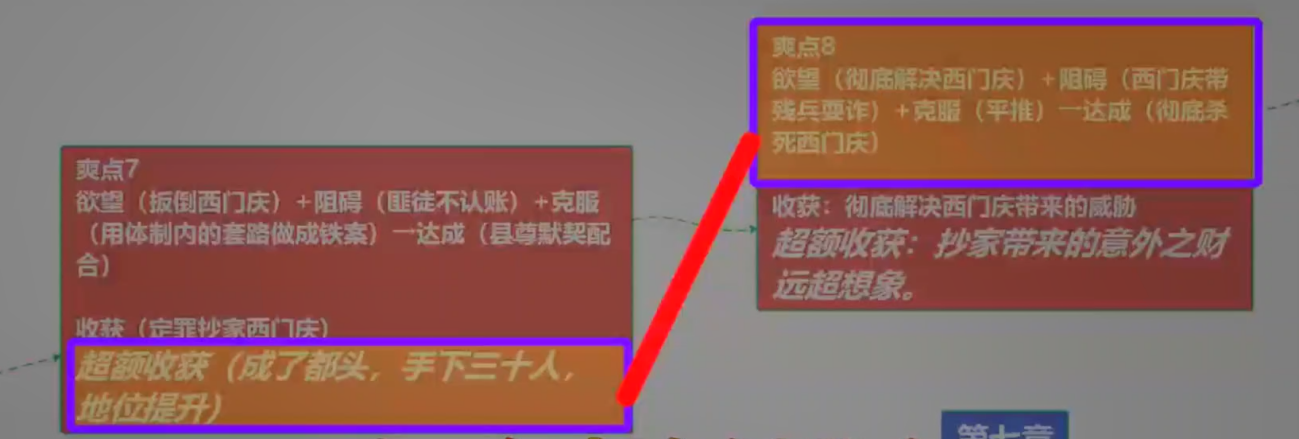 爽点7
欲望（扳倒西门庆）+阻碍（匪徒不认账）+克服
（用体制内的套路做成铁案）一达成（县尊默契配
合）
收获（定罪抄家西门庆）
超额收获（成了都头，手下三十人，
地位提升）
爽点8
欲望（彻底解决西门庆）+阻碍（西门庆带
残兵耍诈）+克服（平推）一达成（彻底杀
死西门庆）
收获：彻底解决西门庆带来的威胁
超额收获：抄家带来的意外之财
远超想象。
第七章